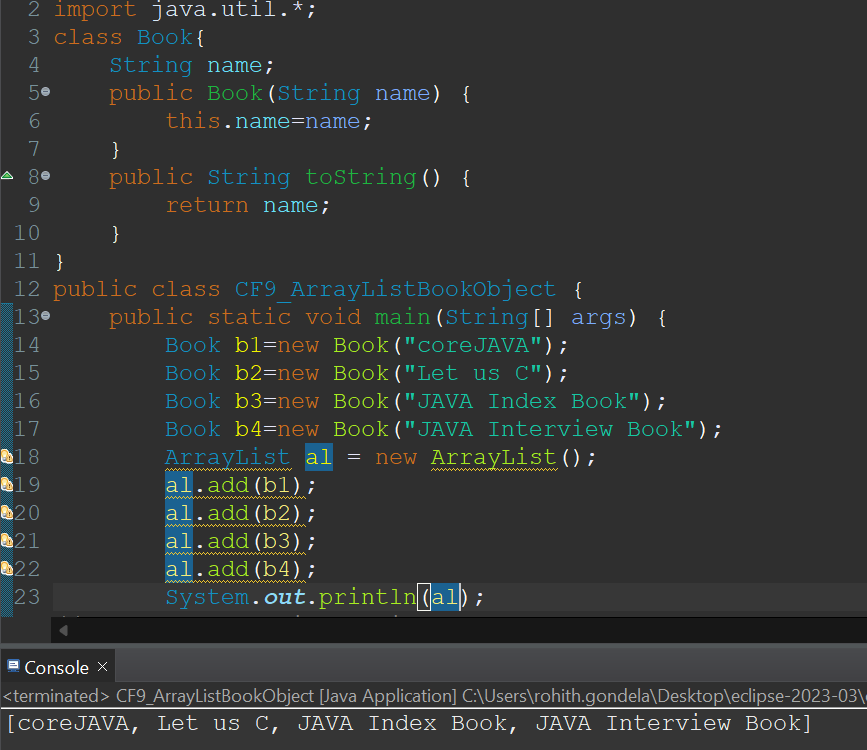 2 import java.util.*;
3 class Book{
4     String name;
5     public Book(String name) {
6         this.name=name;
7     }
8     public String toString() {
9         return name;
10     }
11 }
12 public class CF9_ArrayListBookObject {
13     public static void main(String[] args) {
14         Book b1=new Book("coreJAVA");
15         Book b2=new Book("Let us C");
16         Book b3=new Book("JAVA Index Book");
17         Book b4=new Book("JAVA Interview Book");
18         ArrayList al = new ArrayList();
19         al.add(b1);
20         al.add(b2);
21         al.add(b3);
22         al.add(b4);
23         System.out.println(al);
Console
<terminated> CF9_ArrayListBookObject [Java Application] C:\Users\rohith.gondela\Desktop\eclipse-2023-03\
[coreJAVA, Let us C, JAVA Index Book, JAVA Interview Book]